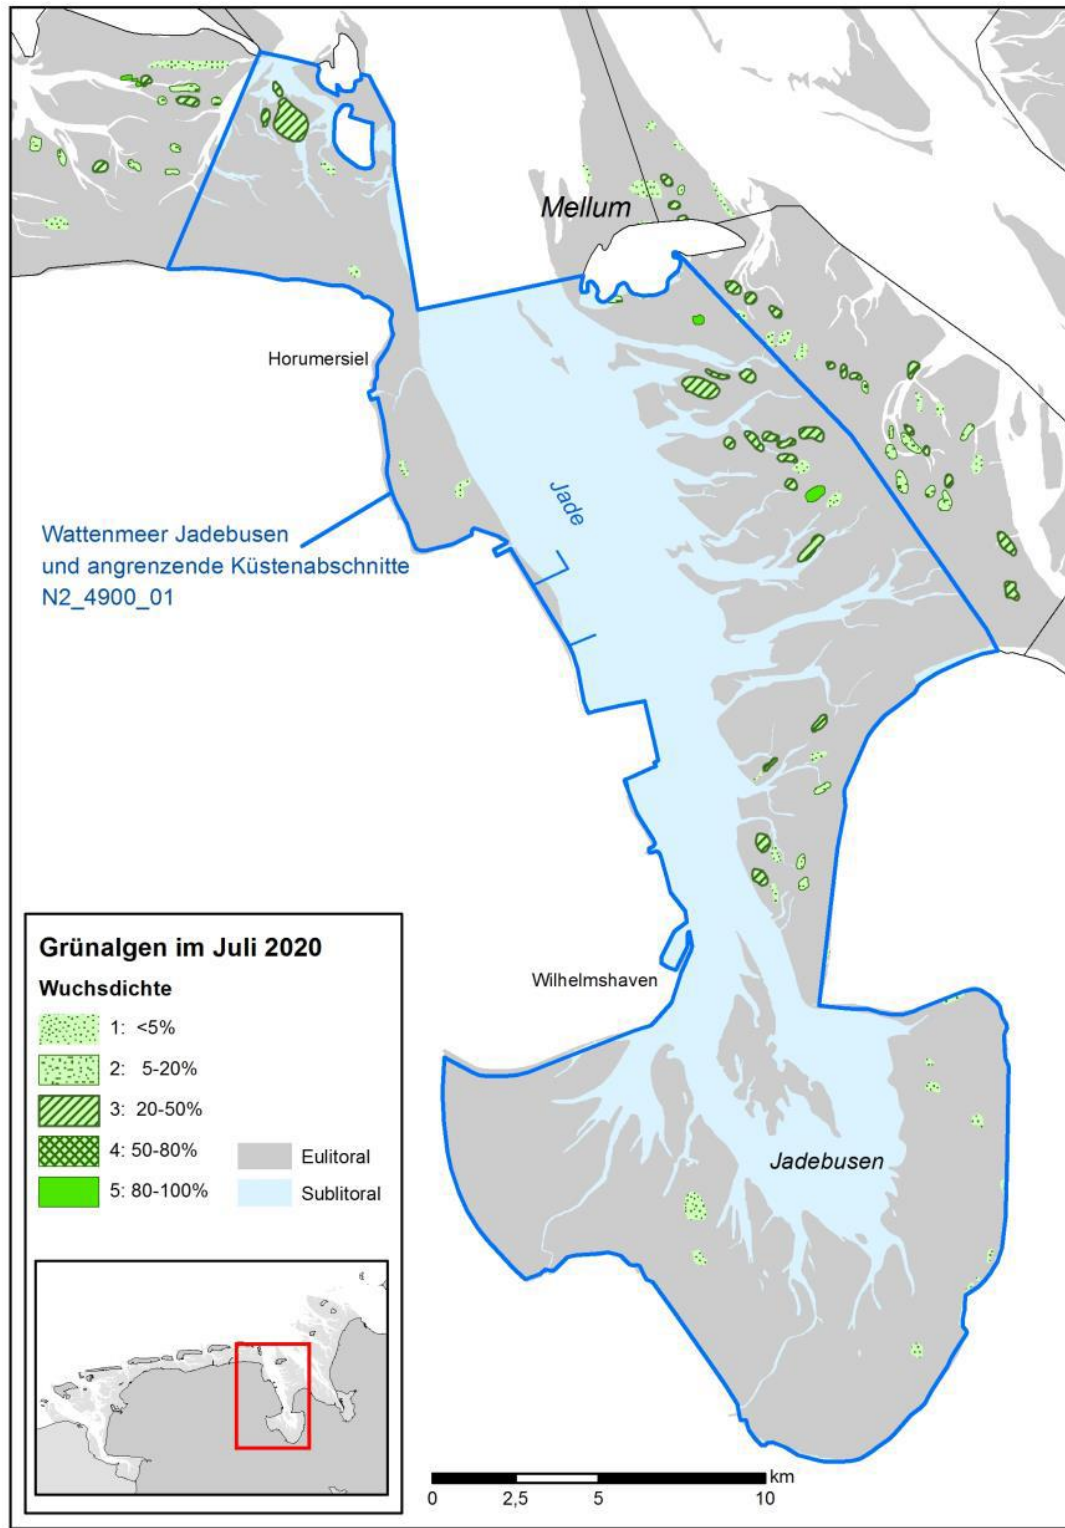 Mellum
Horumersiel
Jade
Wattenmeer Jadebusen
und angrenzende Küstenabschnitte
N2_4900_01
Wilhelmshaven
Jadebusen
Grünalgen im Juli 2020
Wuchsdichte
1: <5%
2: 5-20%
3: 20-50%
4: 50-80%
5: 80-100%
Eulitoral
Sublitoral
km
0 2,5 5 10